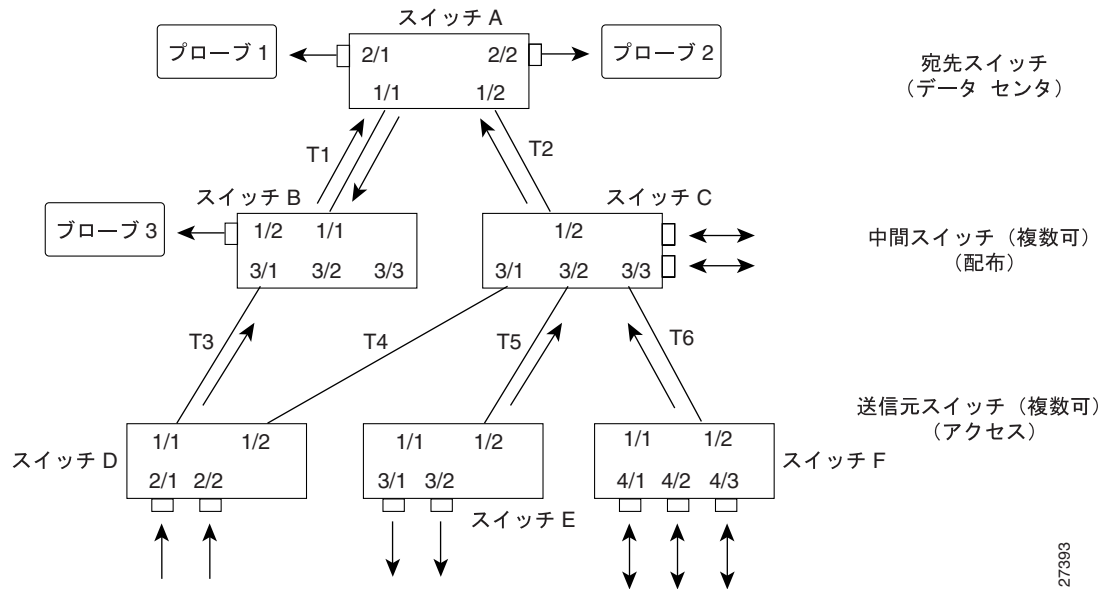 スイッチ A
プローブ 1
2/1
2/2
プローブ 2
宛先スイッチ
（データ センタ）
1/1
1/2
T1
T2
スイッチ B
スイッチ C
ブローブ 3
1/2
1/1
1/2
中間スイッチ（複数可）
（配布）
3/1
3/2
3/3
3/1
3/2
3/3
T3
T4
T5
T6
送信元スイッチ（複数可）
（アクセス）
1/1
1/2
1/1
1/2
1/1
1/2
スイッチ D
スイッチ F
2/1
2/2
3/1
3/2
4/1
4/2
4/3
スイッチ E
27393